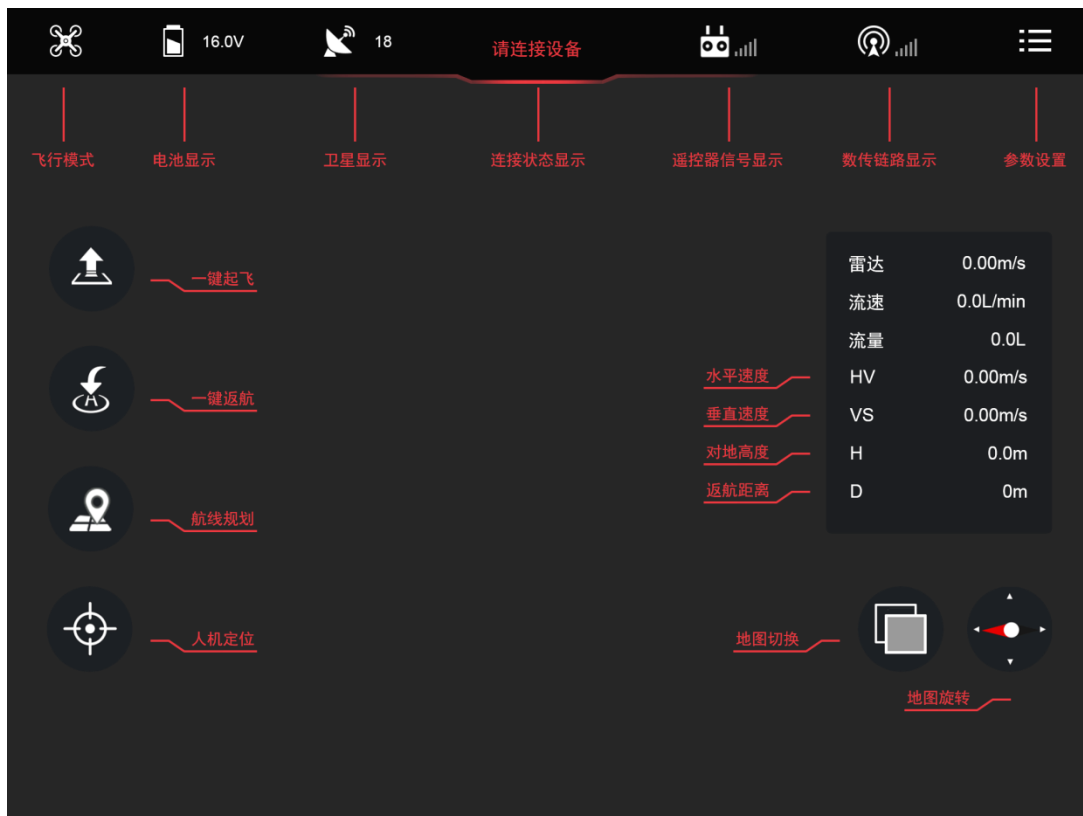 16.0V 18 请连接设备
飞行模式 电池显示 卫星显示 连接状态显示 遥控器信号显示 数传链路显示 参数设置
一键起飞
一键返航
航线规划
人机定位
雷达 0.00m/s
流速 0.0L/min
流量 0.0L
水平速度 HV 0.00m/s
垂直速度 VS 0.00m/s
对地高度 H 0.0m
返航距离 D 0m
地图切换
地图旋转